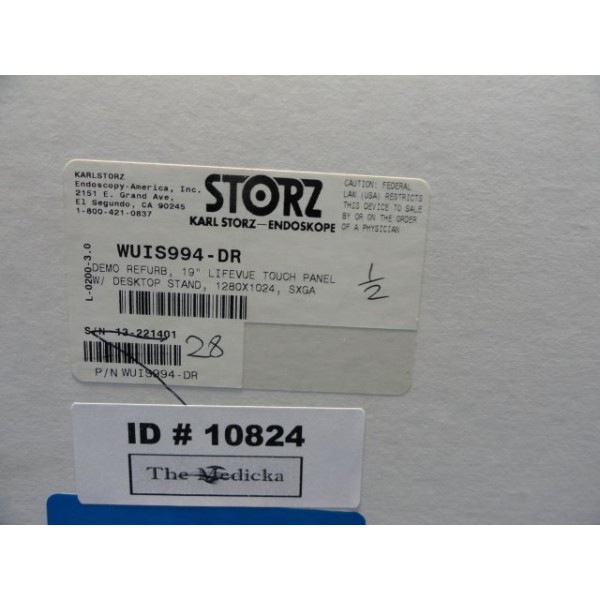 KARLSTORZ
Endoscopy-America, Inc.
2151 E. Grand Ave,
El Segundo, CA 90245
1-800-421-0837
STORZ
KARL STORZ—ENDOSKOPE
CAUTION: FEDERAL
LAW (USA) RESTRICTS
THIS DEVICE TO SALE
BY OR ON THE ORDER
OF A PHYSICIAN
L-0200-3.0
WUIS994-DR
DEMO REFURB, 19" LIFEVUE TOUCH PANEL
W/ DESKTOP STAND, 1280X1024, SXGA
1/2
S/N 13-221401
28
P/N WUIS994-DR
ID # 10824
The Medicka